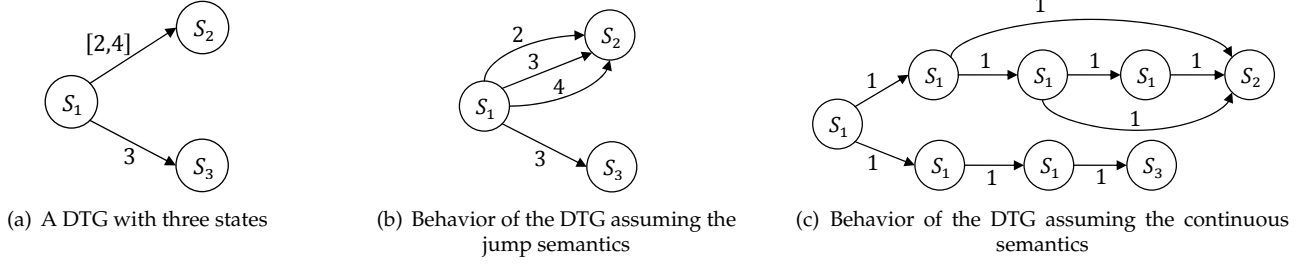 [2,4]
S₂
S₁
3
S₃
(a) A DTG with three states
2
S₂
3
4
S₁
3
S₃
(b) Behavior of the DTG assuming the
jump semantics
1
1 S₁ 1 S₁ 1 S₁ 1 S₂
1
S₁
1 S₁ 1 S₁ 1 S₃
(c) Behavior of the DTG assuming the continuous
semantics